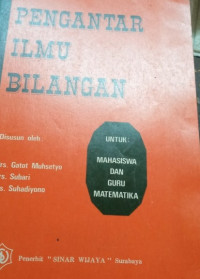 PENGANTAR
ILMU
BILANGAN
Disusun oleh
rs. Gatot Muhsetyo
rs. Suhari
s. Suhadiyono
UNTUK :
MAHASISWA
DAN
GURU
MATEMATIKA
Penerbit "SINAR WIJAYA" Surabaya